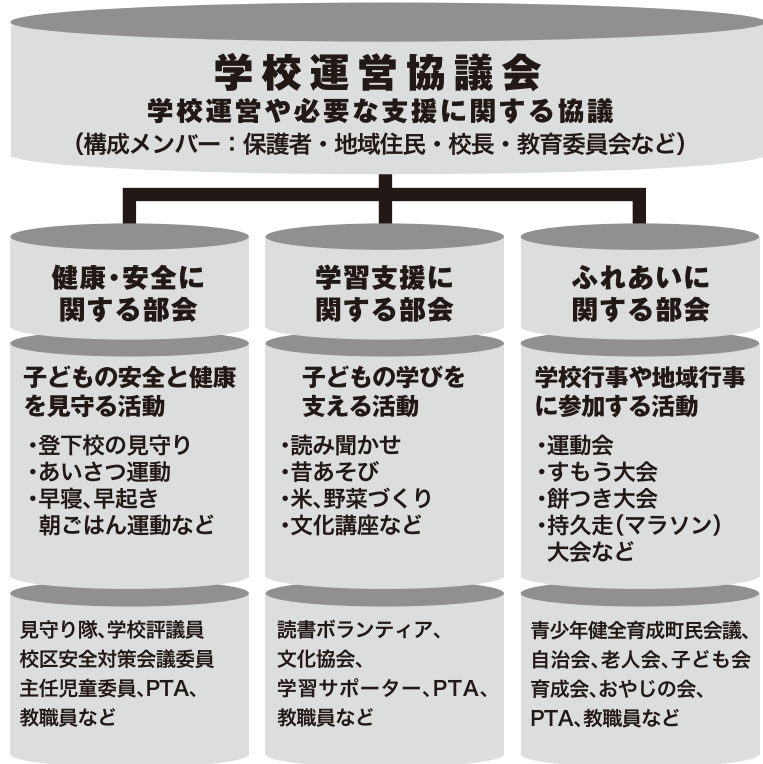 学校運営協議会
学校運営や必要な支援に関する協議
（構成メンバー：保護者・地域住民・校長・教育委員会など）
健康・安全に
関する部会
子どもの安全と健康
を見守る活動
・登下校の見守り
・あいさつ運動
・早寝、早起き
朝ごはん運動など
見守り隊、学校評議員
校区安全対策会議委員
主任児童委員、PTA、
教職員など
学習支援に
関する部会
子どもの学びを
支える活動
・読み聞かせ
・昔あそび
・米、野菜づくり
・文化講座など
読書ボランティア、
文化協会、
学習サポーター、PTA、
教職員など
ふれあいに
関する部会
学校行事や地域行事
に参加する活動
・運動会
・すもう大会
・餅つき大会
・持久走（マラソン）
大会など
青少年健全育成町民会議、
自治会、老人会、子ども会
育成会、おやじの会、
PTA、教職員など